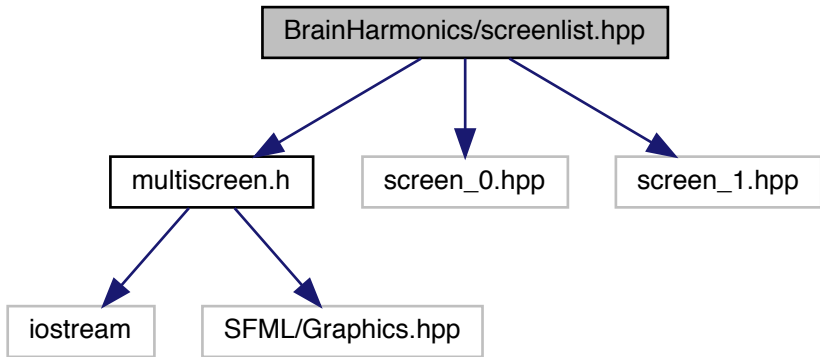 BrainHarmonics/screenlist.hpp
multiscreen.h
screen_0.hpp
screen_1.hpp
iostream
SFML/Graphics.hpp